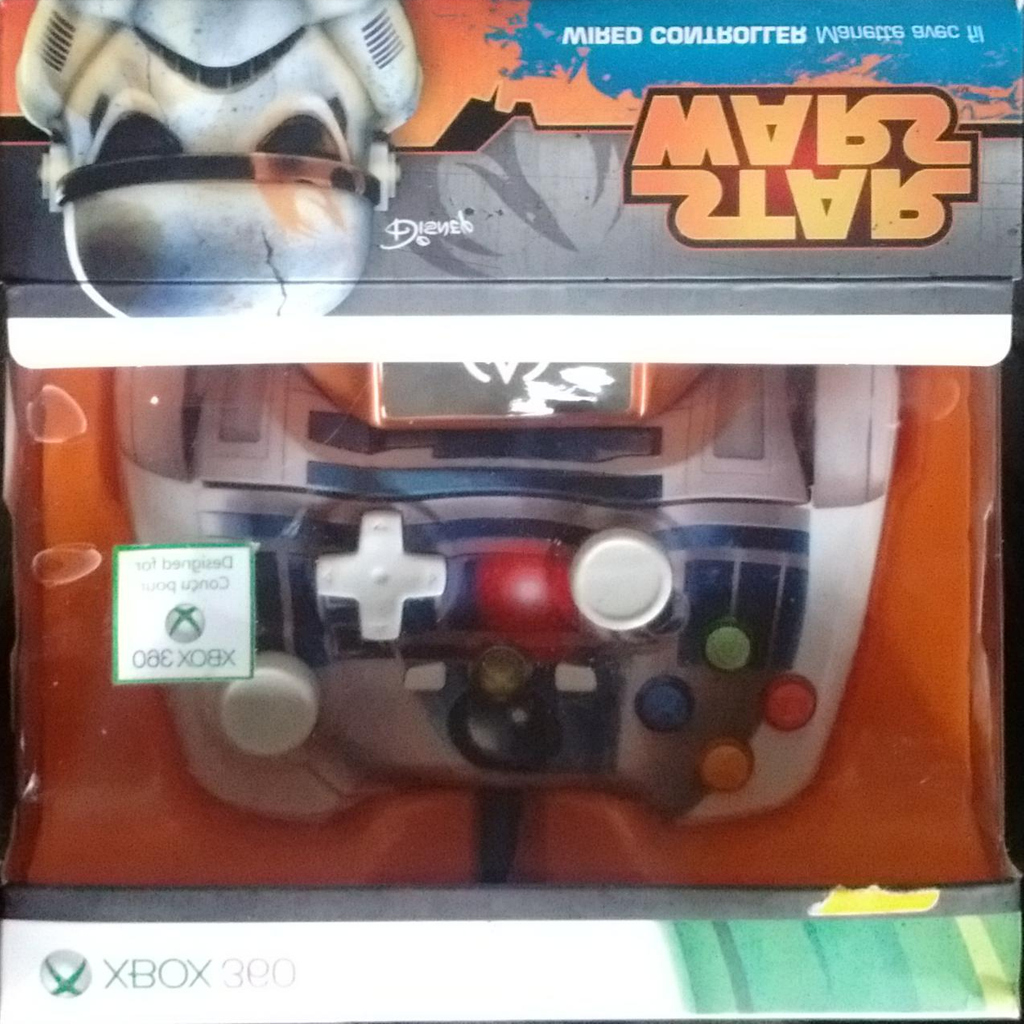 XBOX 360
Designed for
Conçu pour
XBOX 360
Disney
STAR
WARS
WIRED CONTROLLER Manette avec fil